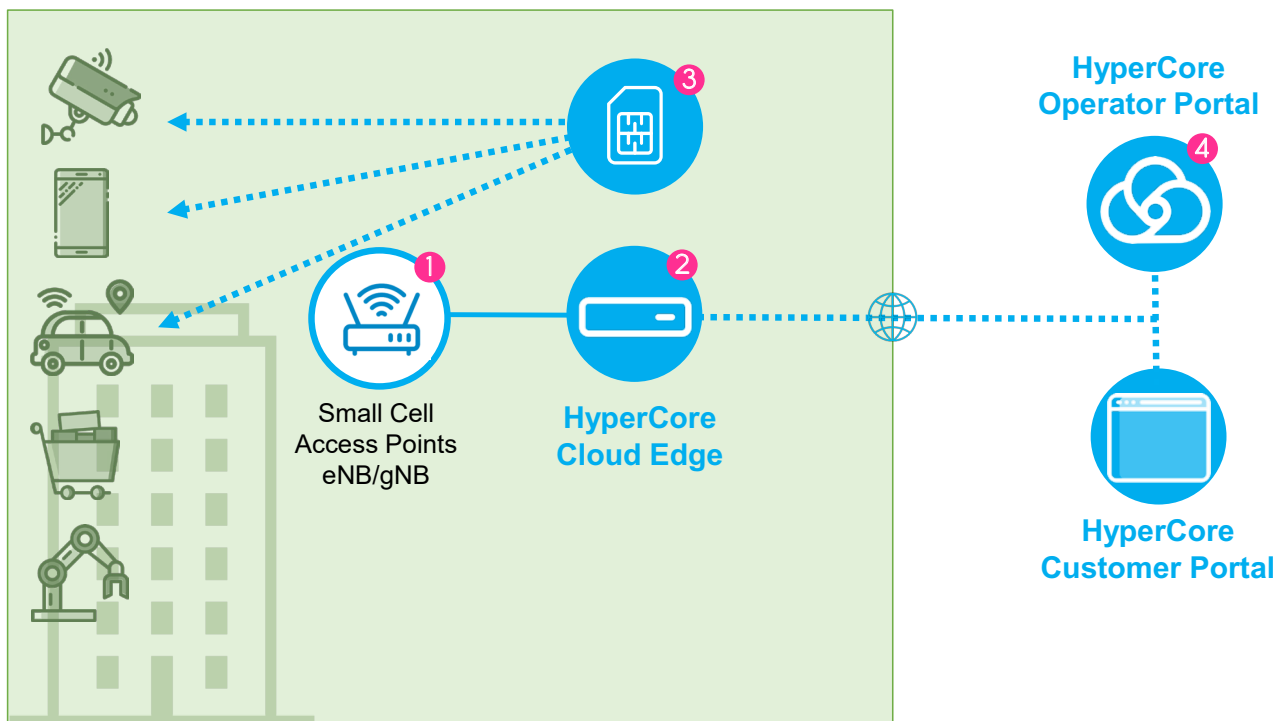 3
HyperCore
Operator Portal
4
1
2
Small Cell
Access Points
eNB/gNB
HyperCore
Cloud Edge
HyperCore
Customer Portal